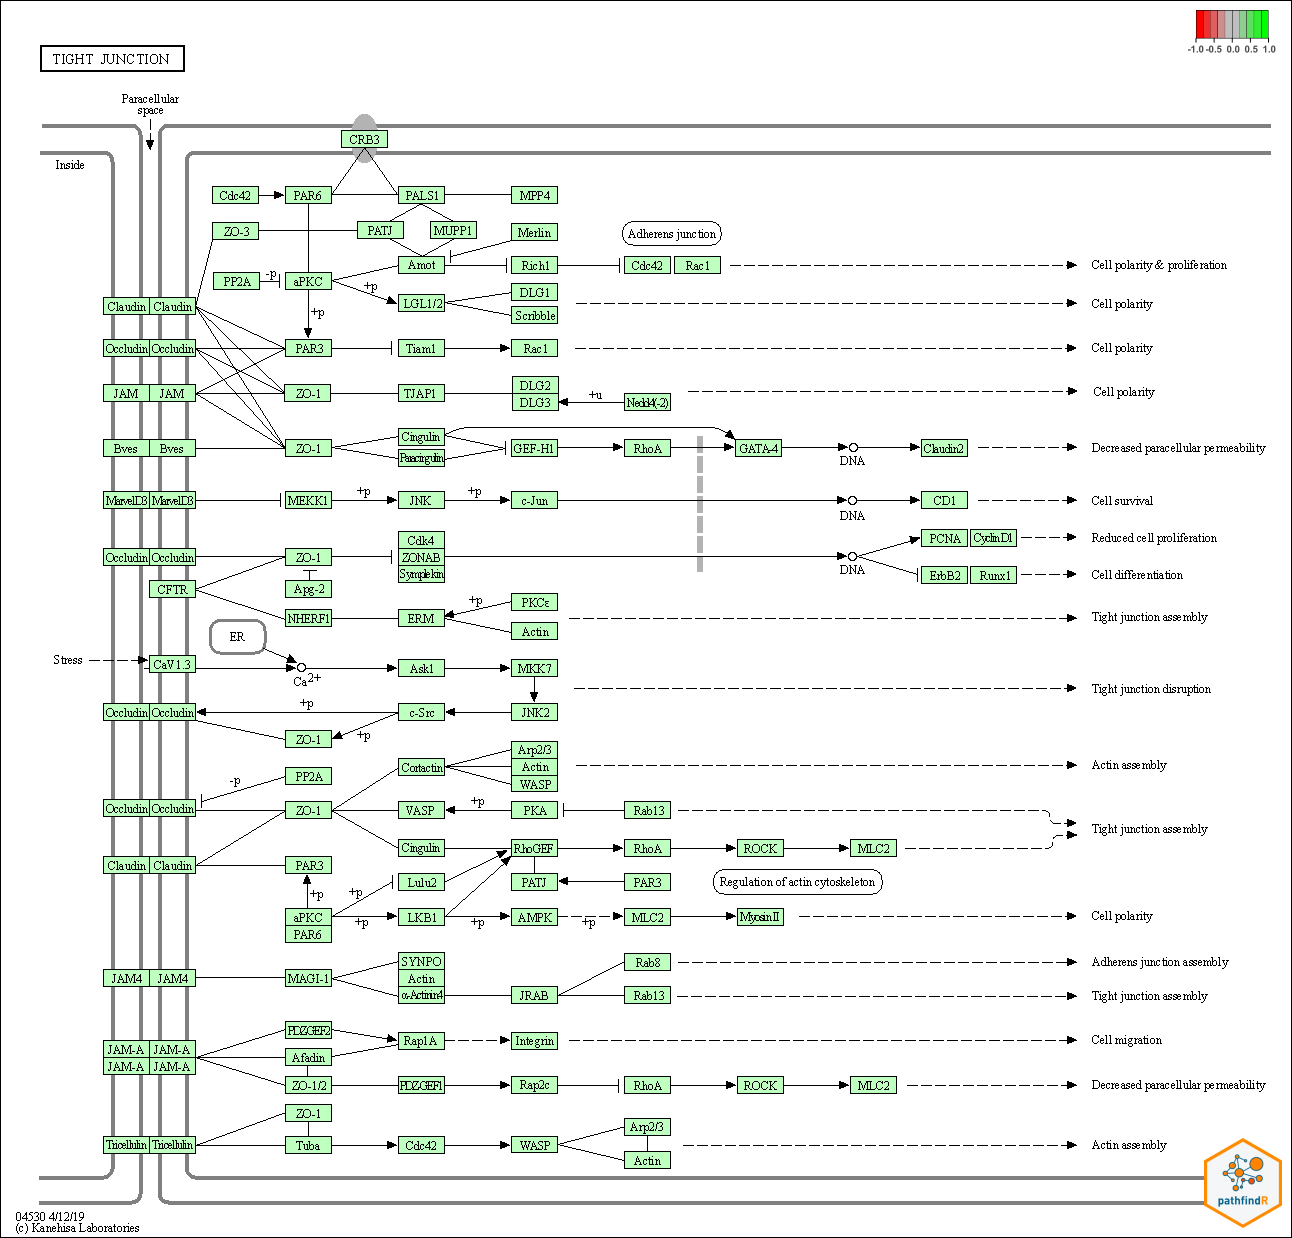 -1.0 -0.5 0.0 0.5 1.0
TIGHT JUNCTION
Paracellular
space
CRB3
Inside
Cdc42 PAR6 PALS1 MPP4
ZO-3 PATJ MUPP1 Merlin Adherens junction
Amot Rich1 Cdc42 Rac1 Cell polarity & proliferation
PP2A -p aPKC +p
DLG1
Claudin Claudin LGL1/2 Cell polarity
+p Scribble
Occludin Occludin PAR3 Tiam1 Rac1 Cell polarity
DLG2
JAM JAM ZO-1 TJAP1 +u Cell polarity
DLG3 Nedd4(-2)
Cingulin
Bves Bves ZO-1 GEF-H1 RhoA GATA-4 Claudin2 Decreased paracellular permeability
Paracingulin DNA
MarvelD3 MarvelD3 MEKK1 +p JNK +p c-Jun CD1 Cell survival
DNA
Cdk4 PCNA CyclinD1 Reduced cell proliferation
Occludin Occludin ZO-1 ZONAB
DNA
Symplekin ErbB2 Runx1 Cell differentiation
CFTR Apg-2
+p PKCε
NHERF1 ERM Tight junction assembly
Actin
ER
Stress CaV1.3 Ask1 MKK7
Ca2+
Tight junction disruption
Occludin Occludin +p c-Src JNK2
ZO-1 +p
Arp2/3
Cortactin Actin Actin assembly
-p PP2A WASP
Occludin Occludin ZO-1 VASP +p PKA Rab13
Tight junction assembly
Cingulin RhoGEF RhoA ROCK MLC2
Claudin Claudin PAR3
+p +p Lulu2 PATJ PAR3 Regulation of actin cytoskeleton
aPKC +p LKB1 +p AMPK +p MLC2 MyosinII Cell polarity
PAR6
SYNPO Rab8 Adherens junction assembly
JAM4 JAM4 MAGI-1 Actin
α-Actinin4 JRAB Rab13 Tight junction assembly
PDZGEF2
JAM-A JAM-A Rap1A Integrin Cell migration
JAM-A JAM-A Afadin
ZO-1/2 PDZGEF1 Rap2c RhoA ROCK MLC2 Decreased paracellular permeability
ZO-1
Arp2/3
Tricellulin Tricellulin Tuba Cdc42 WASP Actin assembly
Actin
pathfindR
04530 4/12/19
(c) Kanehisa Laboratories